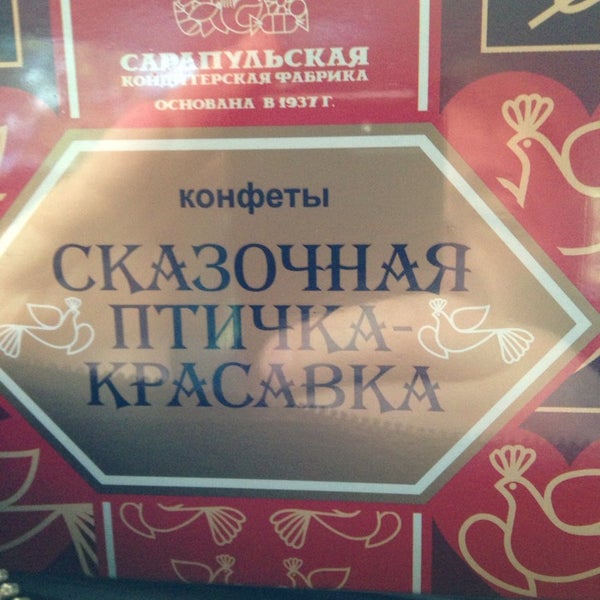 САРАПУЛЬСКАЯ
КОНДИТЕРСКАЯ ФАБРИКА
ОСНОВАНА В 1937 Г.
конфеты
СКАЗОЧНАЯ
ПТИЧКА-
КРАСАВКА